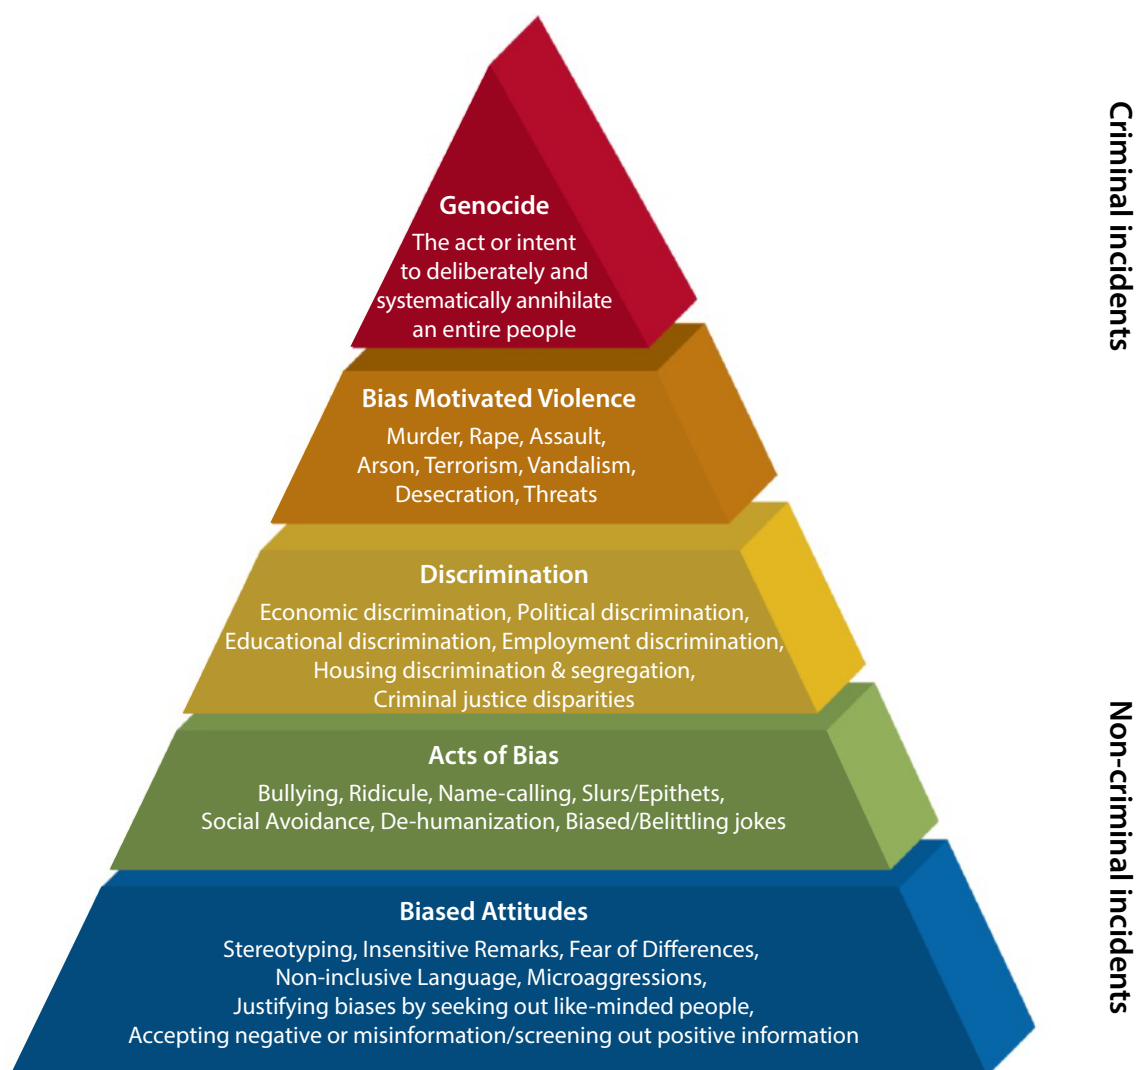 Genocide
The act or intent
to deliberately and
systematically annihilate
an entire people
Bias Motivated Violence
Murder, Rape, Assault,
Arson, Terrorism, Vandalism,
Desecration, Threats
Discrimination
Economic discrimination, Political discrimination,
Educational discrimination, Employment discrimination,
Housing discrimination & segregation,
Criminal justice disparities
Acts of Bias
Bullying, Ridicule, Name-calling, Slurs/Epithets,
Social Avoidance, De-humanization, Biased/Belittling jokes
Biased Attitudes
Stereotyping, Insensitive Remarks, Fear of Differences,
Non-inclusive Language, Microaggressions,
Justifying biases by seeking out like-minded people,
Accepting negative or misinformation/screening out positive information
Criminal incidents
Non-criminal incidents